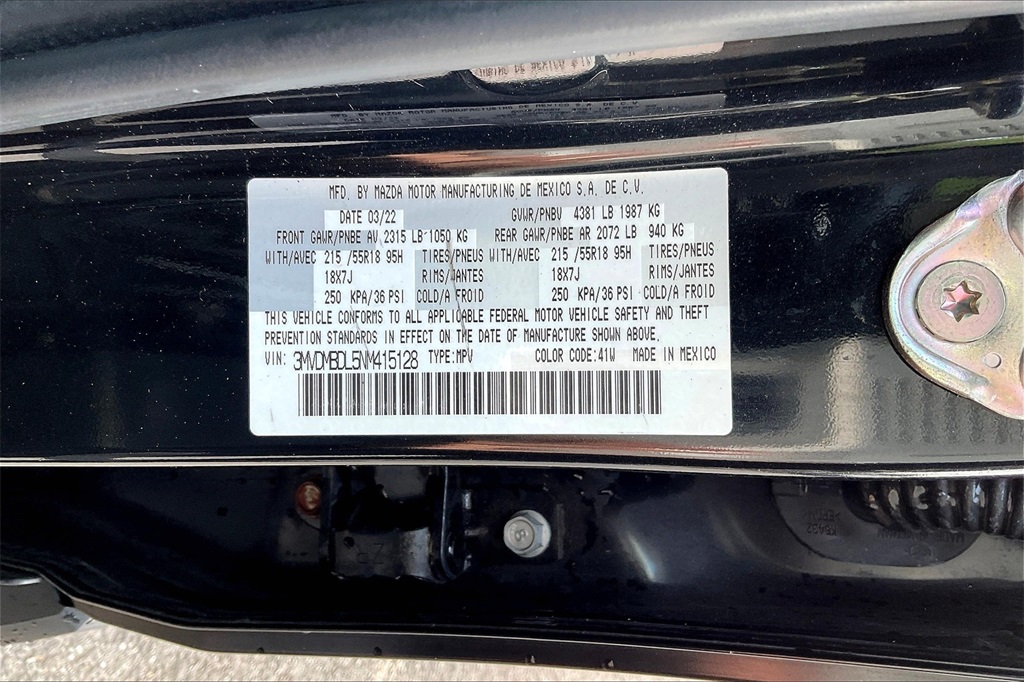 MFD. BY MAZDA MOTOR MANUFACTURING DE MEXICO S.A. DE C.V.
DATE 03/22 GVWR/PNBV 4381 LB 1987 KG
FRONT GAWR/PNBE AV 2315 LB 1050 KG REAR GAWR/PNBE AR 2072 LB 940 KG
WITH/AVEC 215 /55R18 95H TIRES/PNEUS WITH/AVEC 215 /55R18 95H TIRES/PNEUS
18X7J RIMS/JANTES 18X7J RIMS/JANTES
250 KPA/36 PSI COLD/A FROID 250 KPA/36 PSI COLD/A FROID
THIS VEHICLE CONFORMS TO ALL APPLICABLE FEDERAL MOTOR VEHICLE SAFETY AND THEFT
PREVENTION STANDARDS IN EFFECT ON THE DATE OF MANUFACTURE SHOWN ABOVE.
VIN: 3MVDMBDL5NM415128 TYPE:MPV COLOR CODE:41W MADE IN MEXICO